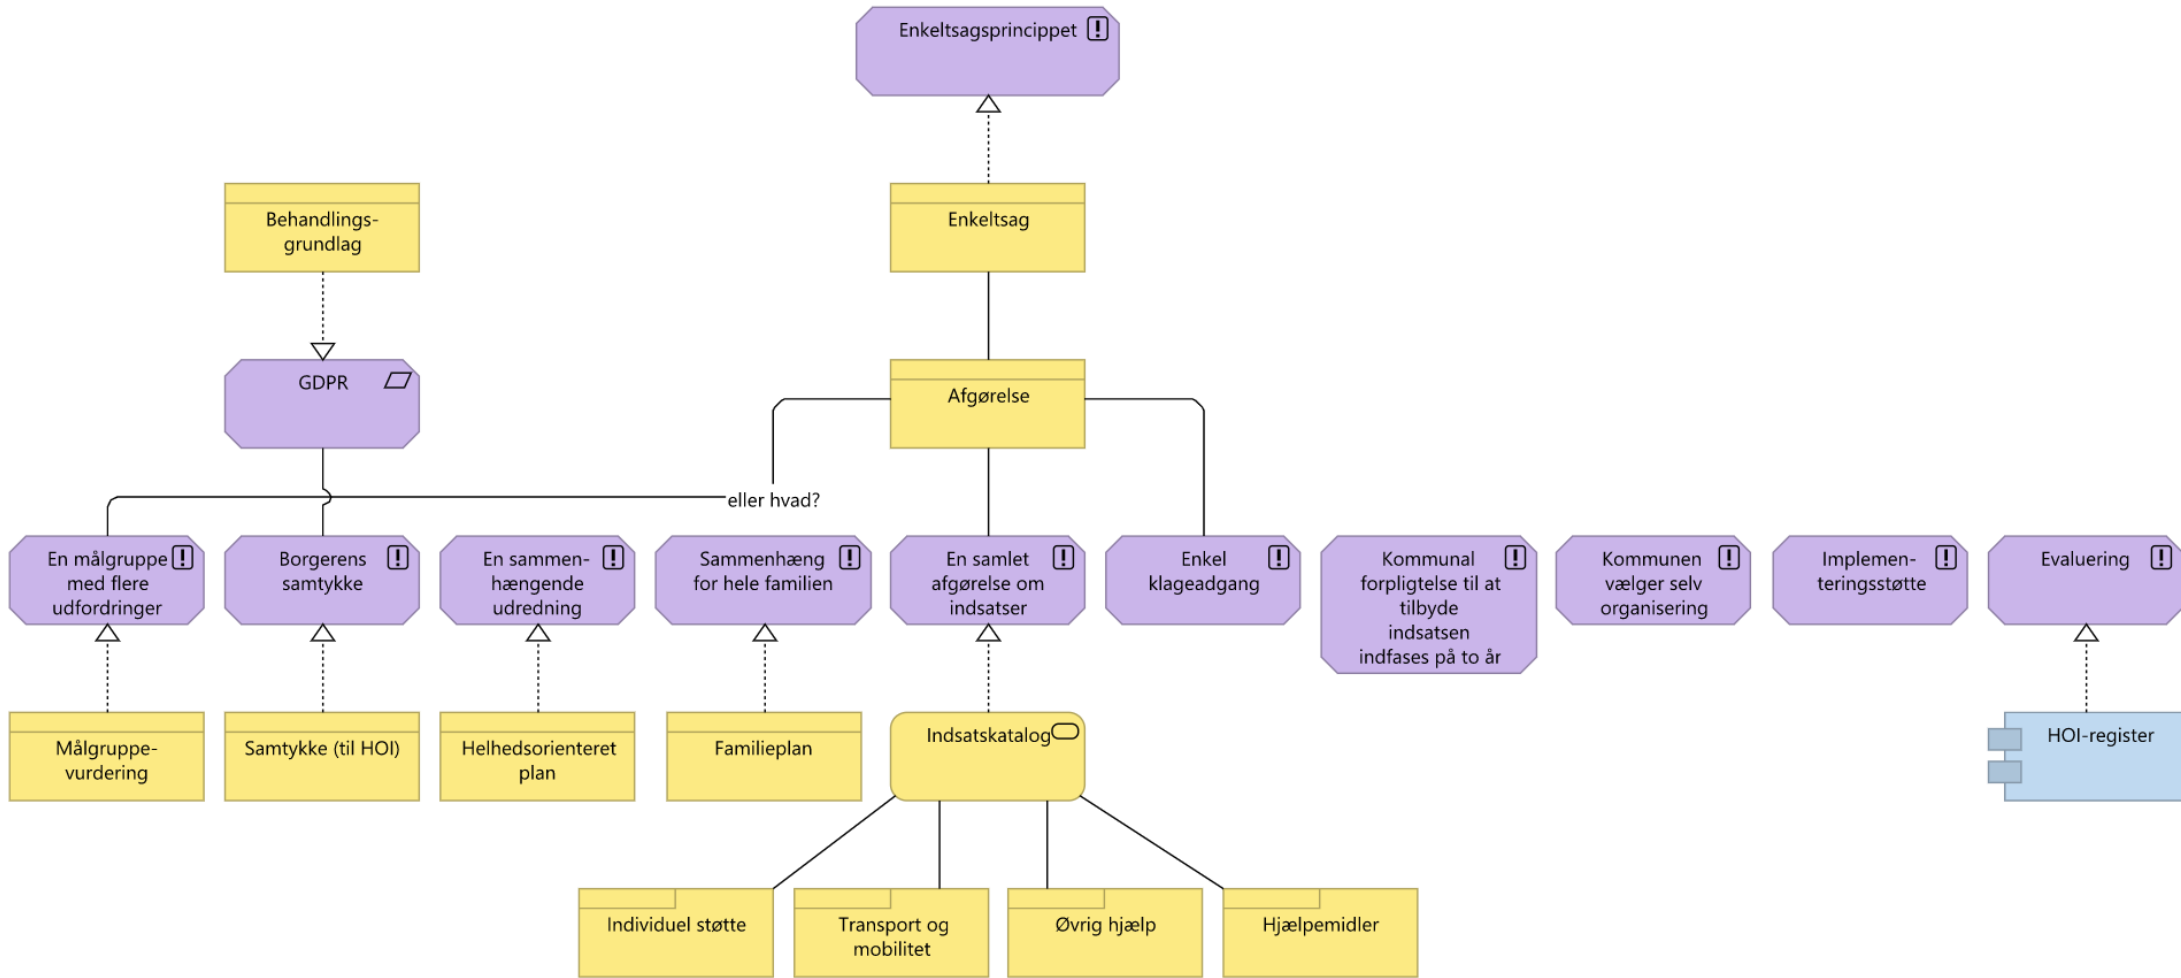 Enkeltsagsprincippet
Behandlings-
grundlag
Enkeltsag
GDPR
Afgørelse
eller hvad?
En målgruppe
med flere
udfordringer
Borgerens
samtykke
En sammen-
hængende
udredning
Sammenhæng
for hele familien
En samlet
afgørelse om
indsatser
Enkel
klageadgang
Kommunal
forpligtelse til at
tilbyde
indsatsen
indfases på to år
Kommunen
vælger selv
organisering
Implemen-
teringsstøtte
Evaluering
Målgruppe-
vurdering
Samtykke (til HOI)
Helhedsorienteret
plan
Familieplan
Indsatskatalog
HOI-register
Individuel støtte
Transport og
mobilitet
Øvrig hjælp
Hjælpemidler